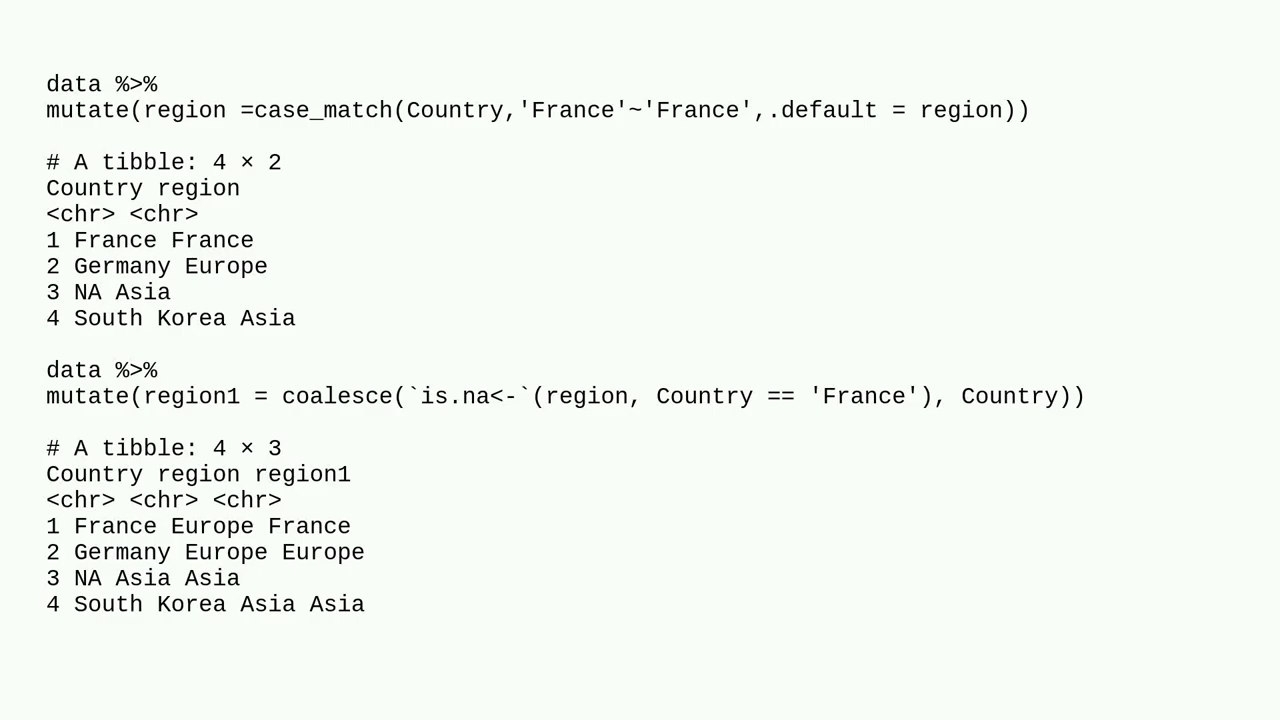 data %>%
mutate(region =case_match(Country,'France'~'France',.default = region))
# A tibble: 4 × 2
Country region
<chr> <chr>
1 France France
2 Germany Europe
3 NA Asia
4 South Korea Asia
data %>%
mutate(region1 = coalesce(`is.na<-`(region, Country == 'France'), Country))
# A tibble: 4 × 3
Country region region1
<chr> <chr> <chr>
1 France Europe France
2 Germany Europe Europe
3 NA Asia Asia
4 South Korea Asia Asia